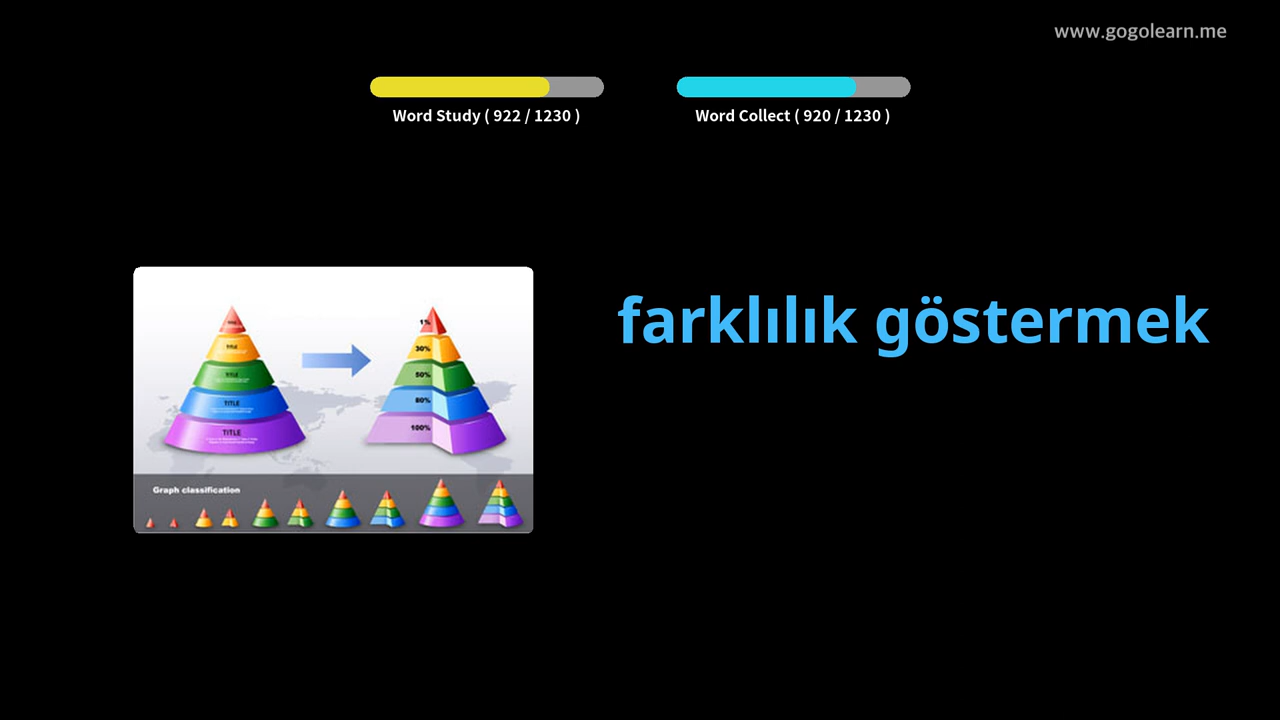 www.gogolearn.me
Word Study ( 922 / 1230 )
Word Collect ( 920 / 1230 )
farklılık göstermek
TITLE
TITLE
TITLE
TITLE
1%
30%
50%
80%
100%
Graph classification